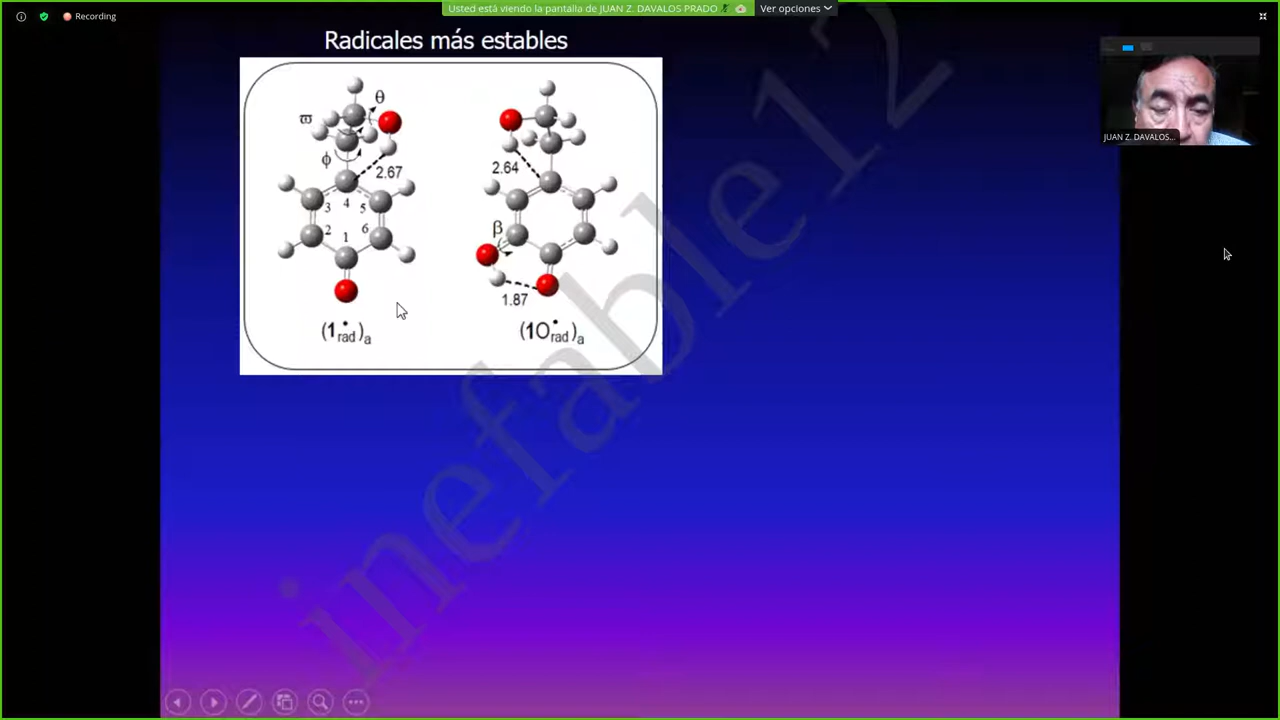 Recording
Usted está viendo la pantalla de JUAN Z. DAVALOS PRADO
Ver opciones
Radicales más estables
θ
ϖ
ϕ
2.67
3 4 5
2 1 6
(1•rad)a
2.64
β
1.87
(10•rad)a
JUAN Z. DAVALOS...
inefable12